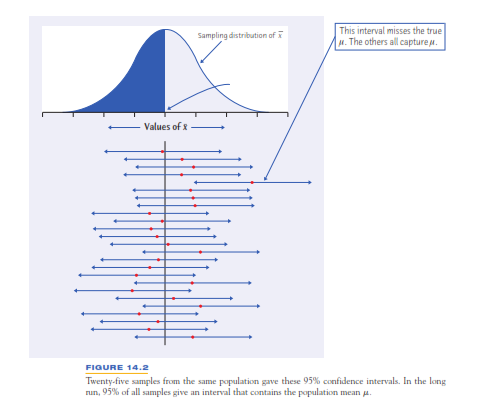 Sampling distribution of x̄
This interval misses the true
μ. The others all capture μ.
Values of x̄
FIGURE 14.2
Twenty-five samples from the same population gave these 95% confidence intervals. In the long
run, 95% of all samples give an interval that contains the population mean μ.